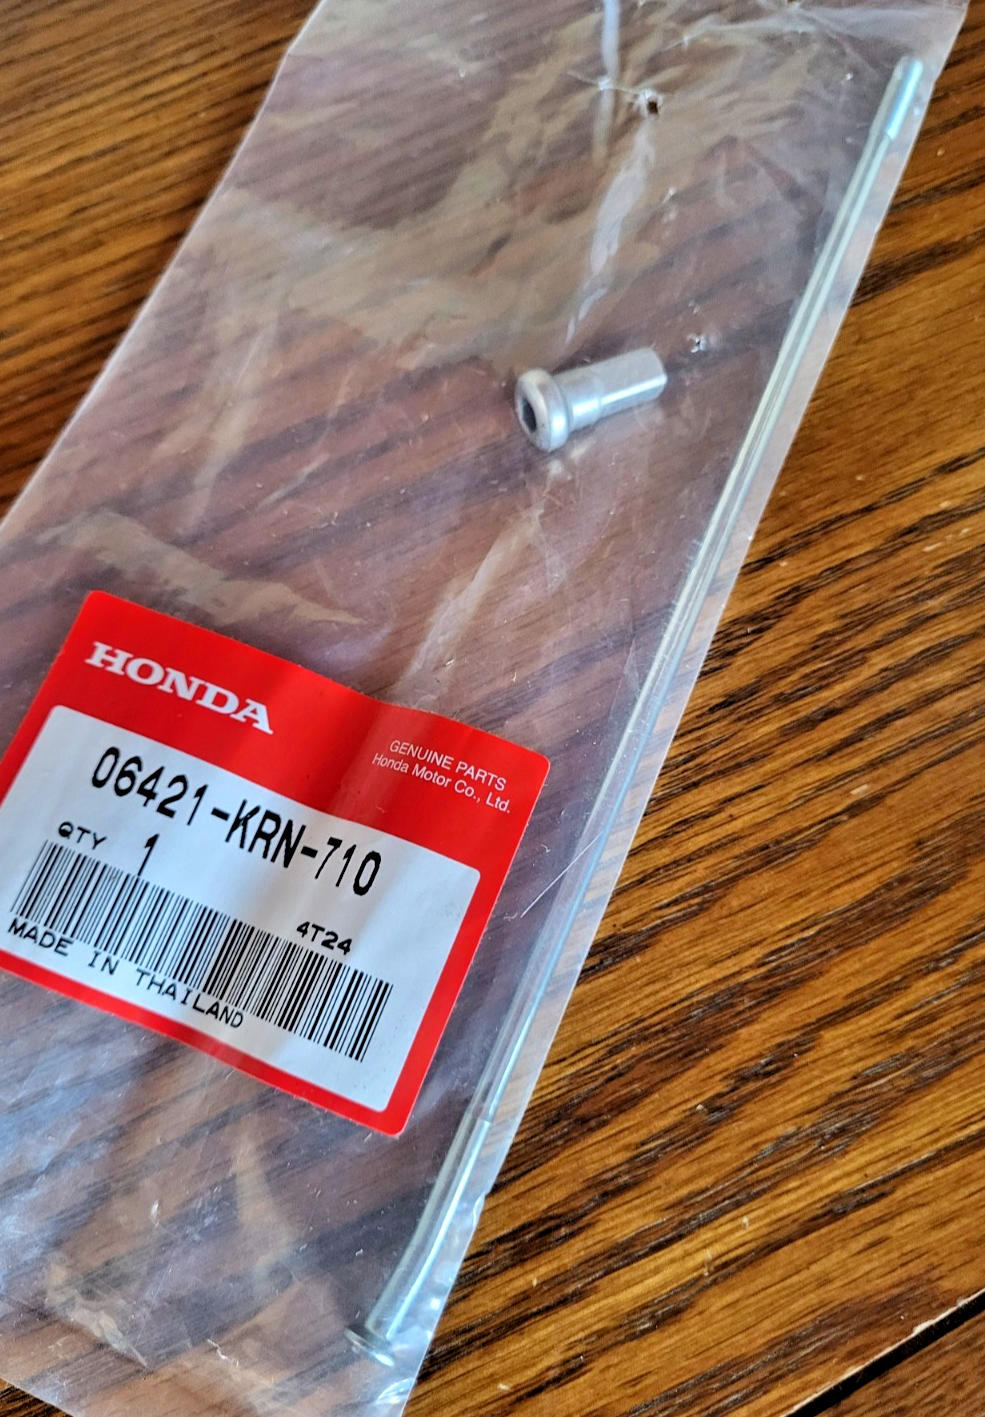 HONDA
GENUINE PARTS
Honda Motor Co., Ltd.
06421-KRN-710
QTY 1
4T24
MADE IN THAILAND